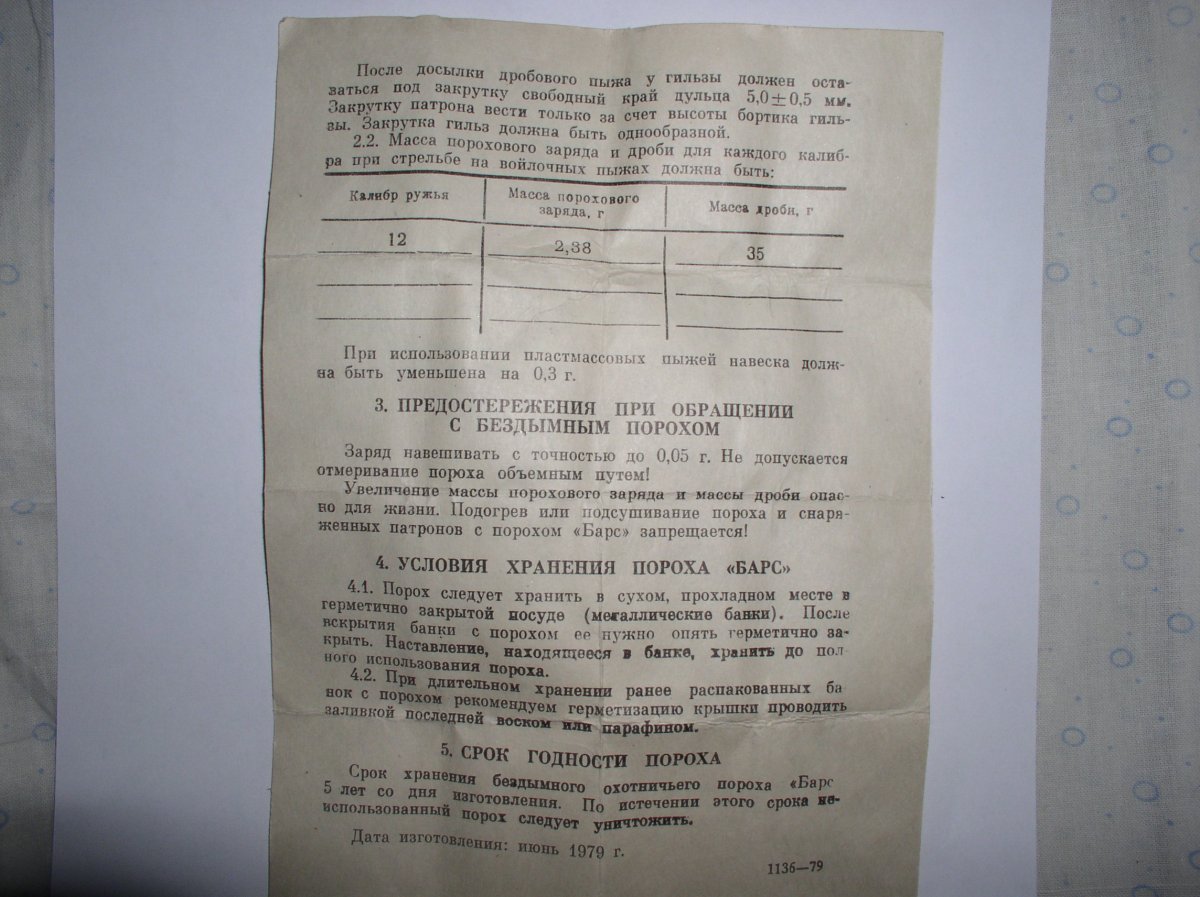 После досылки дробового пыжа у гильзы должен оста-
ваться под закрутку свободный край дульца 5,0±0,5 мм.
Закрутку патрона вести только за счет высоты бортика гиль-
зы. Закрутка гильз должна быть однообразной.
2.2. Масса порохового заряда и дроби для каждого калиб-
ра при стрельбе на войлочных пыжах должна быть:
Калибр ружья Масса порохового заряда, г Масса дроби, г
12 2,38 35
При использовании пластмассовых пыжей навеска долж-
на быть уменьшена на 0,3 г.
3. ПРЕДОСТЕРЕЖЕНИЯ ПРИ ОБРАЩЕНИИ
С БЕЗДЫМНЫМ ПОРОХОМ
Заряд навешивать с точностью до 0,05 г. Не допускается
отмеривание пороха объемным путем!
Увеличение массы порохового заряда и массы дроби опас-
но для жизни. Подогрев или подсушивание пороха и снаря-
женных патронов с порохом «Барс» запрещается!
4. УСЛОВИЯ ХРАНЕНИЯ ПОРОХА «БАРС»
4.1. Порох следует хранить в сухом, прохладном месте в
герметично закрытой посуде (металлические банки). После
вскрытия банки с порохом ее нужно опять герметично за-
крыть. Наставление, находящееся в банке, хранить до пол
ного использования пороха.
4.2. При длительном хранении ранее распакованных ба
нок с порохом рекомендуем герметизацию крышки проводить
заливкой последней воском или парафином.
5. СРОК ГОДНОСТИ ПОРОХА
Срок хранения бездымного охотничьего пороха «Барс
5 лет со дня изготовления. По истечении этого срока не-
использованный порох следует уничтожить.
Дата изготовления: июнь 1979 г.
1136—79